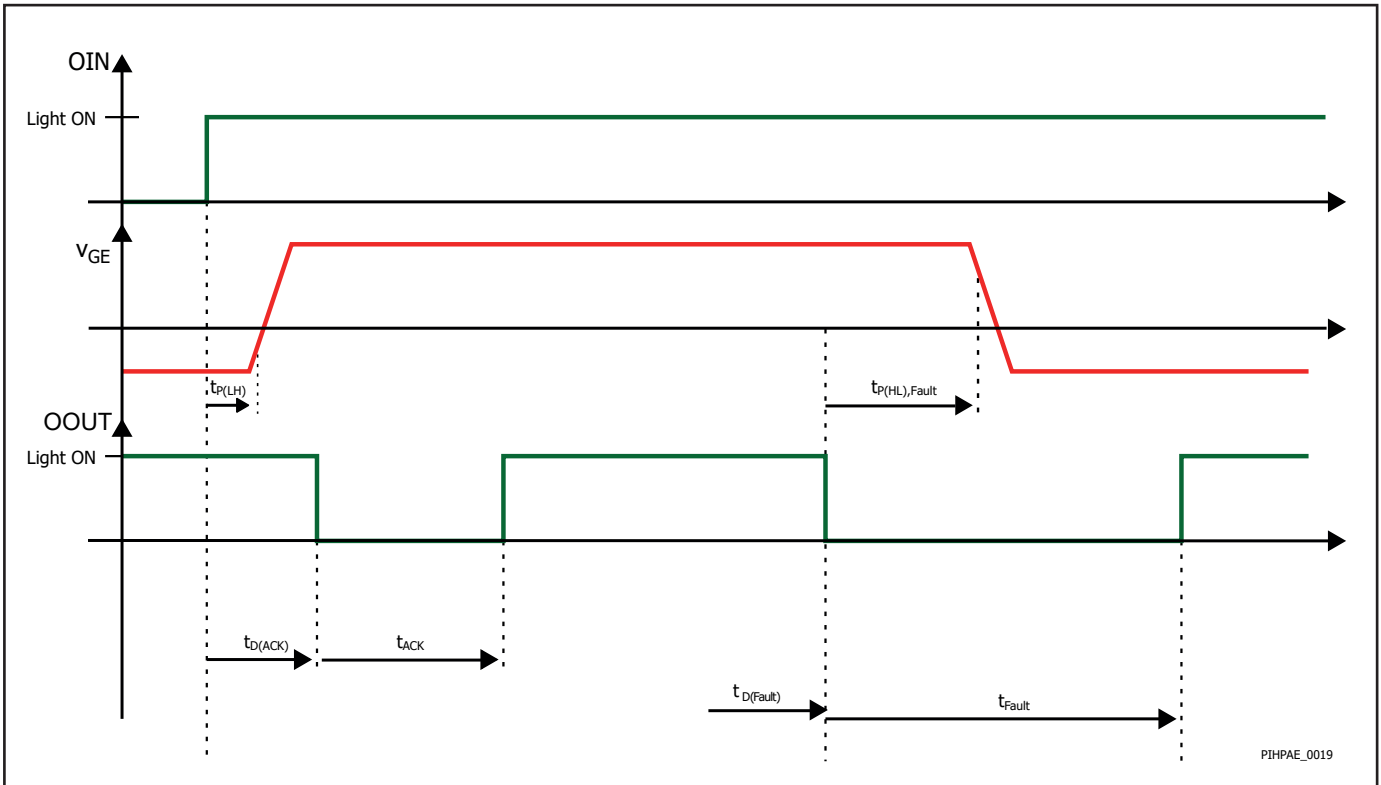 OIN
Light ON
vGE
tP(LH)
tP(HL),Fault
OOUT
Light ON
tD(ACK)
tACK
t D(Fault)
tFault
PIHPAE_0019